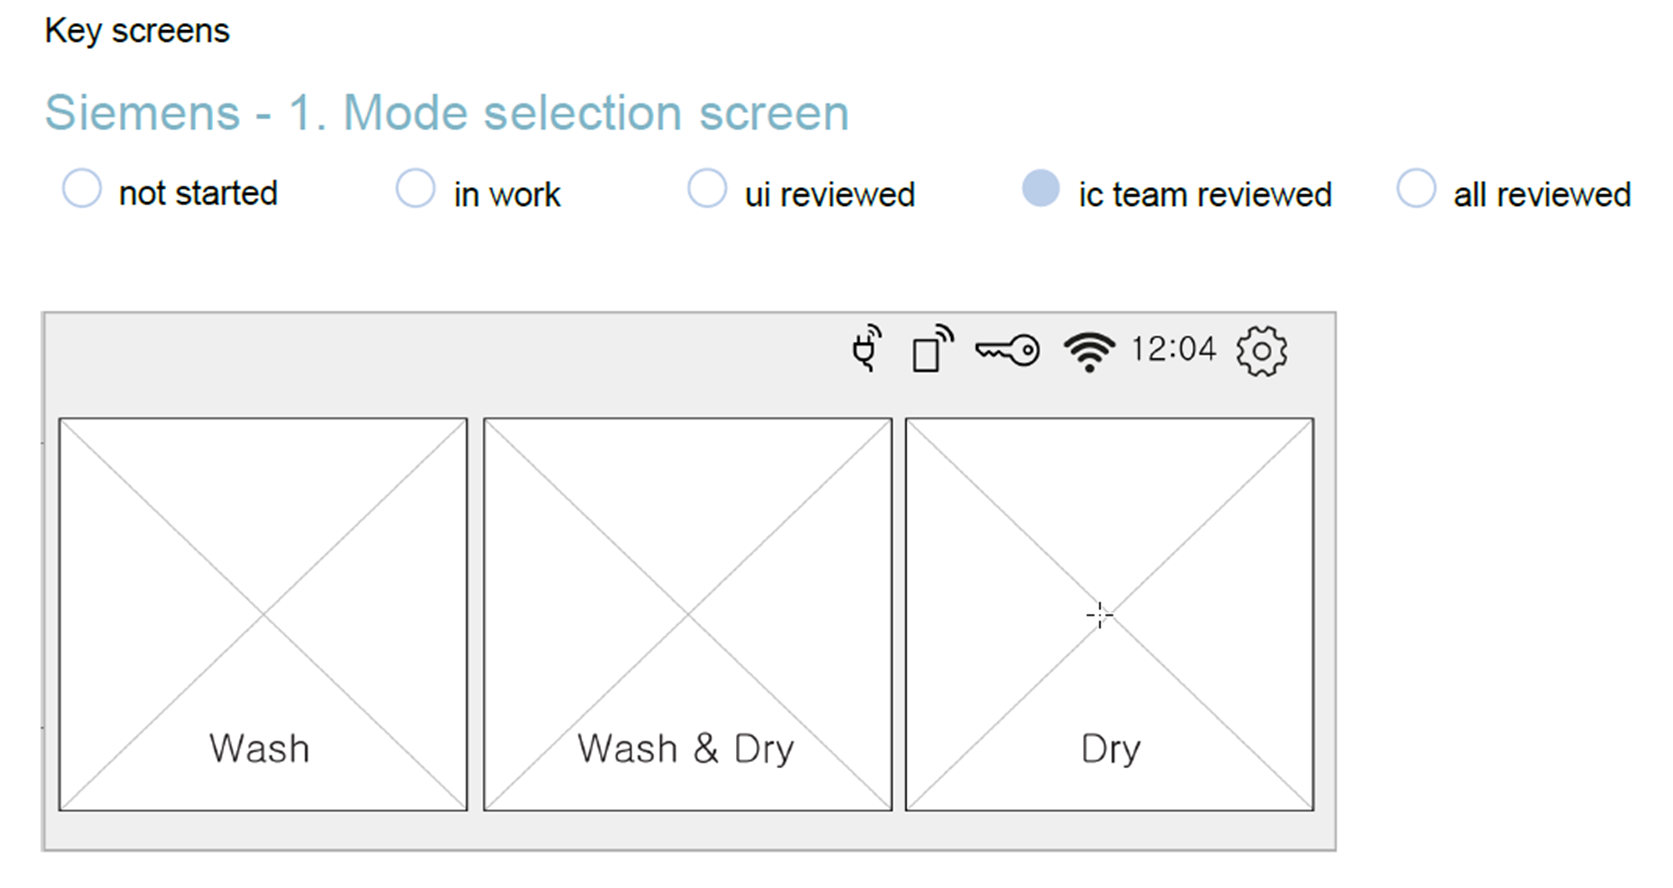 Key screens
Siemens - 1. Mode selection screen
not started in work ui reviewed ic team reviewed all reviewed
12:04
Wash Wash & Dry Dry